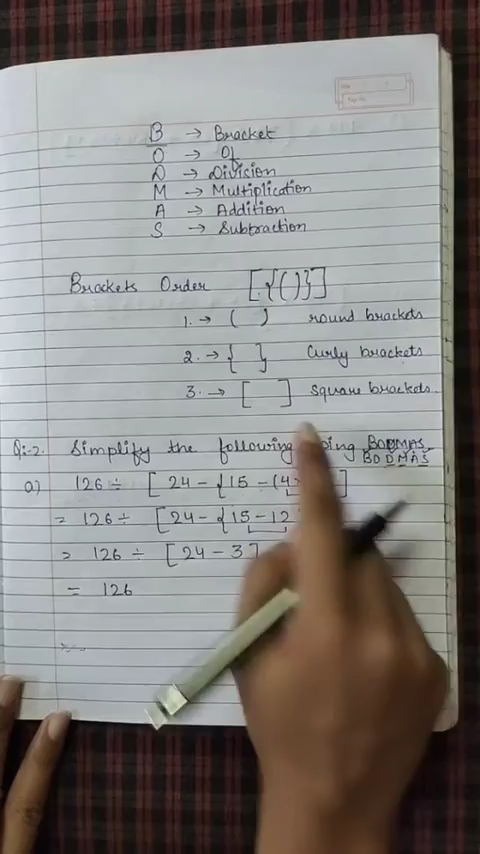 B → Bracket
O → Of
D → Division
M → Multiplication
A → Addition
S → Subtraction
Brackets Order [{()}]
1. → ( ) round brackets
2. → { } Curly brackets
3. → [ ] Square brackets
Q:-2. Simplify the following BODMAS
BODMAS
a) 126 ÷ [ 24 - { 15 - (4 ]
= 126 ÷ [24 - {15 - 12
= 126 ÷ [24 - 3]
= 126